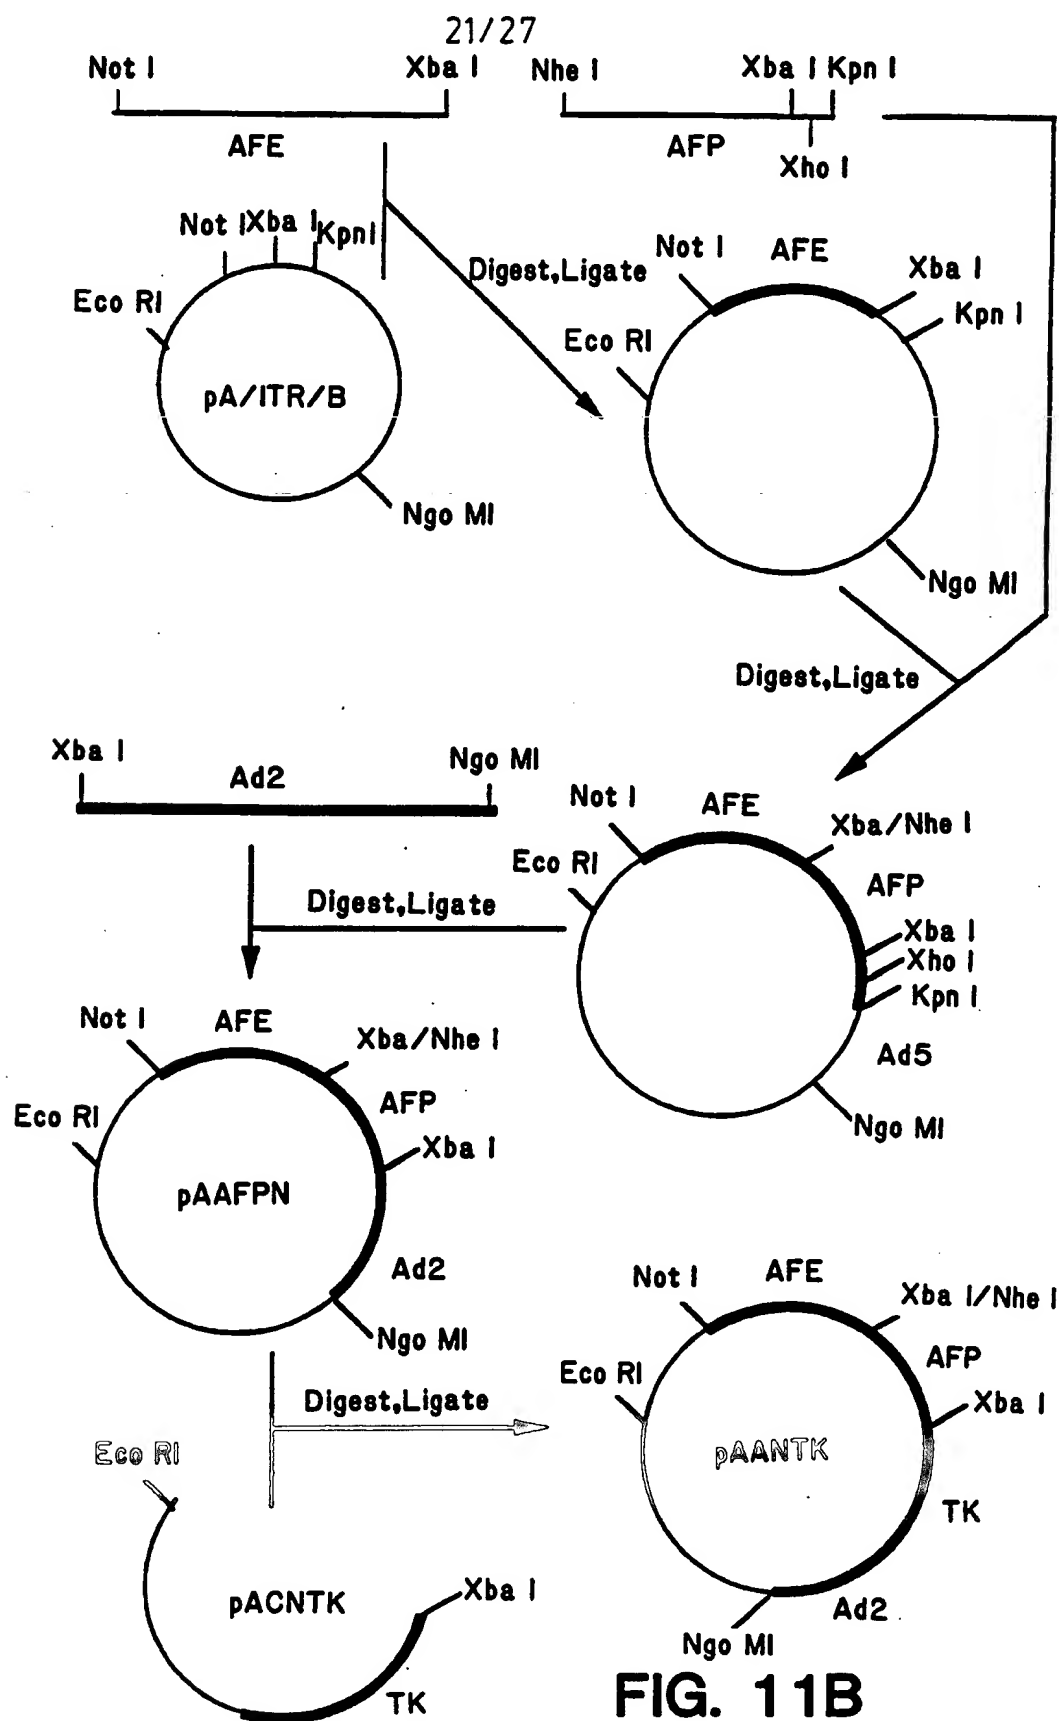 21/27
Not I
Xba I
Nhe I
Xba I
Kpn I
AFE
AFP
Xho I
Not I
Xba I
Kpn I
Eco RI
pA/ITR/B
Ngo MI
Digest,Ligate
Not I
AFE
Xba I
Kpn I
Eco RI
Ngo MI
Digest,Ligate
Xba I
Ad2
Ngo MI
Not I
AFE
Xba/Nhe I
Eco RI
AFP
Xba I
Xho I
Kpn I
Ad5
Ngo MI
Digest,Ligate
Not I
AFE
Xba/Nhe I
AFP
Eco RI
Xba I
pAAFPN
Ad2
Ngo MI
Digest,Ligate
Eco RI
pACNTK
Xba I
TK
Not I
AFE
Xba I/Nhe I
AFP
Eco RI
Xba I
pAANTK
TK
Ad2
Ngo MI
FIG. 11B